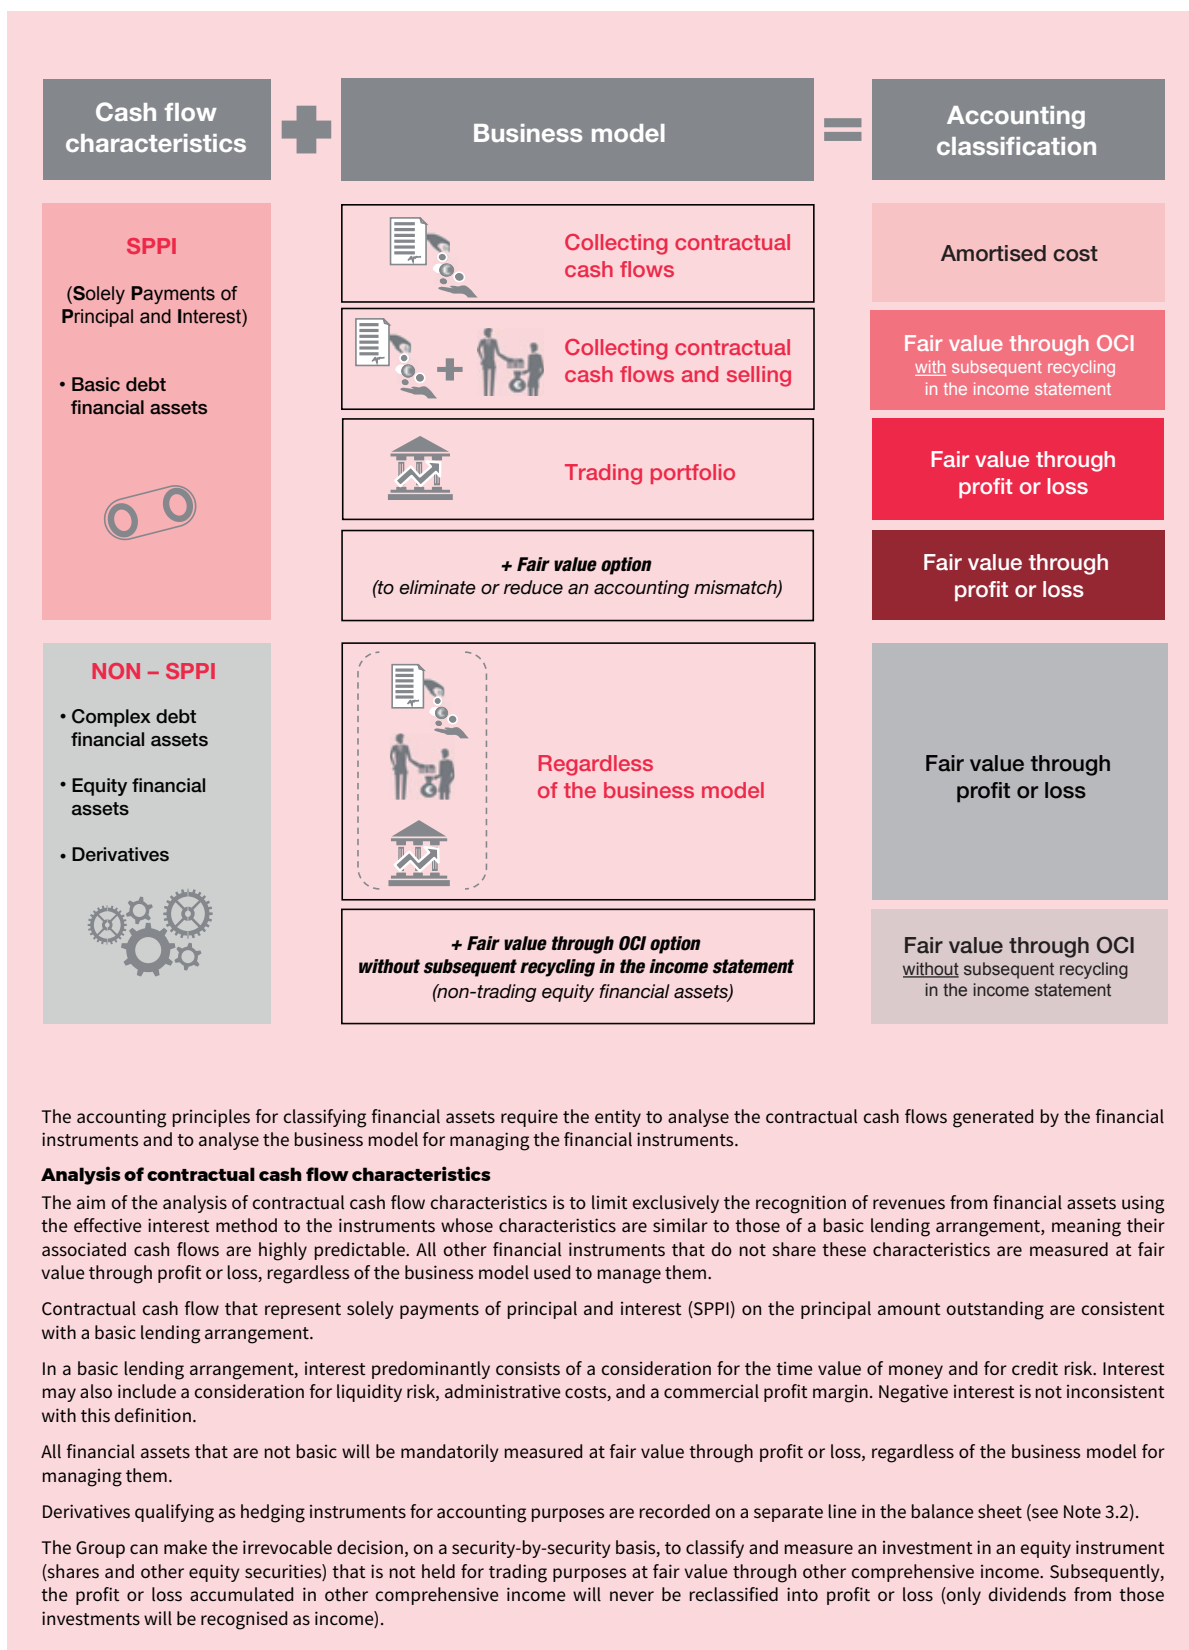 Cash flow
characteristics
Business model
Accounting
classification
SPPI
(Solely Payments of
Principal and Interest)
• Basic debt
financial assets
Collecting contractual
cash flows
Amortised cost
Collecting contractual
cash flows and selling
Fair value through OCI
with subsequent recycling
in the income statement
Trading portfolio
Fair value through
profit or loss
+ Fair value option
(to eliminate or reduce an accounting mismatch)
Fair value through
profit or loss
NON – SPPI
• Complex debt
financial assets
• Equity financial
assets
• Derivatives
Regardless
of the business model
Fair value through
profit or loss
+ Fair value through OCI option
without subsequent recycling in the income statement
(non-trading equity financial assets)
Fair value through OCI
without subsequent recycling
in the income statement
The accounting principles for classifying financial assets require the entity to analyse the contractual cash flows generated by the financial
instruments and to analyse the business model for managing the financial instruments.
Analysis of contractual cash flow characteristics
The aim of the analysis of contractual cash flow characteristics is to limit exclusively the recognition of revenues from financial assets using
the effective interest method to the instruments whose characteristics are similar to those of a basic lending arrangement, meaning their
associated cash flows are highly predictable. All other financial instruments that do not share these characteristics are measured at fair
value through profit or loss, regardless of the business model used to manage them.
Contractual cash flow that represent solely payments of principal and interest (SPPI) on the principal amount outstanding are consistent
with a basic lending arrangement.
In a basic lending arrangement, interest predominantly consists of a consideration for the time value of money and for credit risk. Interest
may also include a consideration for liquidity risk, administrative costs, and a commercial profit margin. Negative interest is not inconsistent
with this definition.
All financial assets that are not basic will be mandatorily measured at fair value through profit or loss, regardless of the business model for
managing them.
Derivatives qualifying as hedging instruments for accounting purposes are recorded on a separate line in the balance sheet (see Note 3.2).
The Group can make the irrevocable decision, on a security-by-security basis, to classify and measure an investment in an equity instrument
(shares and other equity securities) that is not held for trading purposes at fair value through other comprehensive income. Subsequently,
the profit or loss accumulated in other comprehensive income will never be reclassified into profit or loss (only dividends from those
investments will be recognised as income).